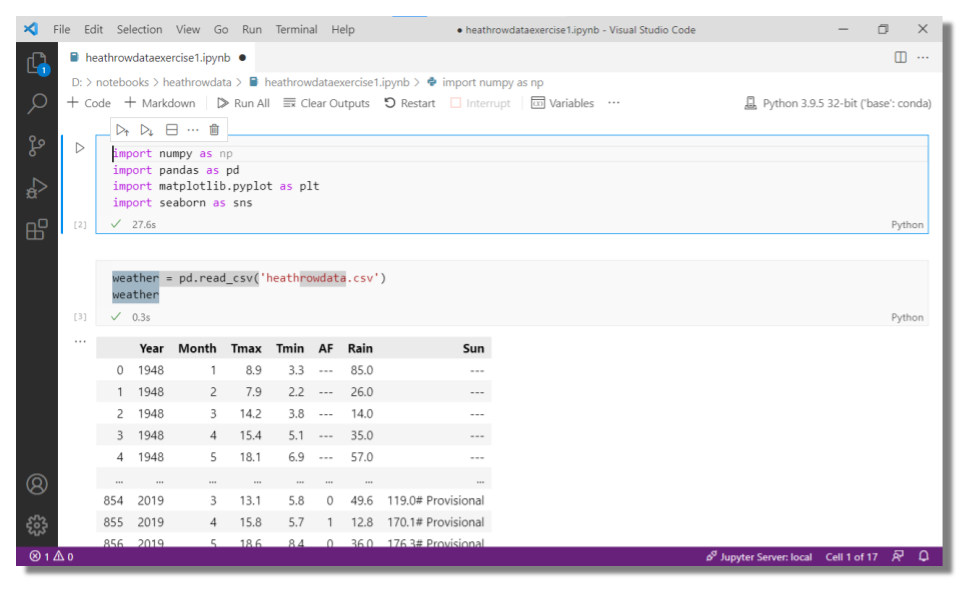 File Edit Selection View Go Run Terminal Help ● heathrowdataexercise1.ipynb - Visual Studio Code
heathrowdataexercise1.ipynb ●
D: > notebooks > heathrowdata > heathrowdataexercise1.ipynb > import numpy as np
+ Code + Markdown Run All Clear Outputs Restart Interrupt Variables ... Python 3.9.5 32-bit ('base': conda)
import numpy as np
import pandas as pd
import matplotlib.pyplot as plt
import seaborn as sns
[2] ✓ 27.6s Python
weather = pd.read_csv('heathrowdata.csv')
weather
[3] ✓ 0.3s Python
...
Year Month Tmax Tmin AF Rain Sun
0 1948 1 8.9 3.3 --- 85.0 ---
1 1948 2 7.9 2.2 --- 26.0 ---
2 1948 3 14.2 3.8 --- 14.0 ---
3 1948 4 15.4 5.1 --- 35.0 ---
4 1948 5 18.1 6.9 --- 57.0 ---
... ... ... ... ... ... ... ...
854 2019 3 13.1 5.8 0 49.6 119.0# Provisional
855 2019 4 15.8 5.7 1 12.8 170.1# Provisional
856 2019 5 18.6 8.4 0 36.0 176.3# Provisional
1 0 Jupyter Server: local Cell 1 of 17